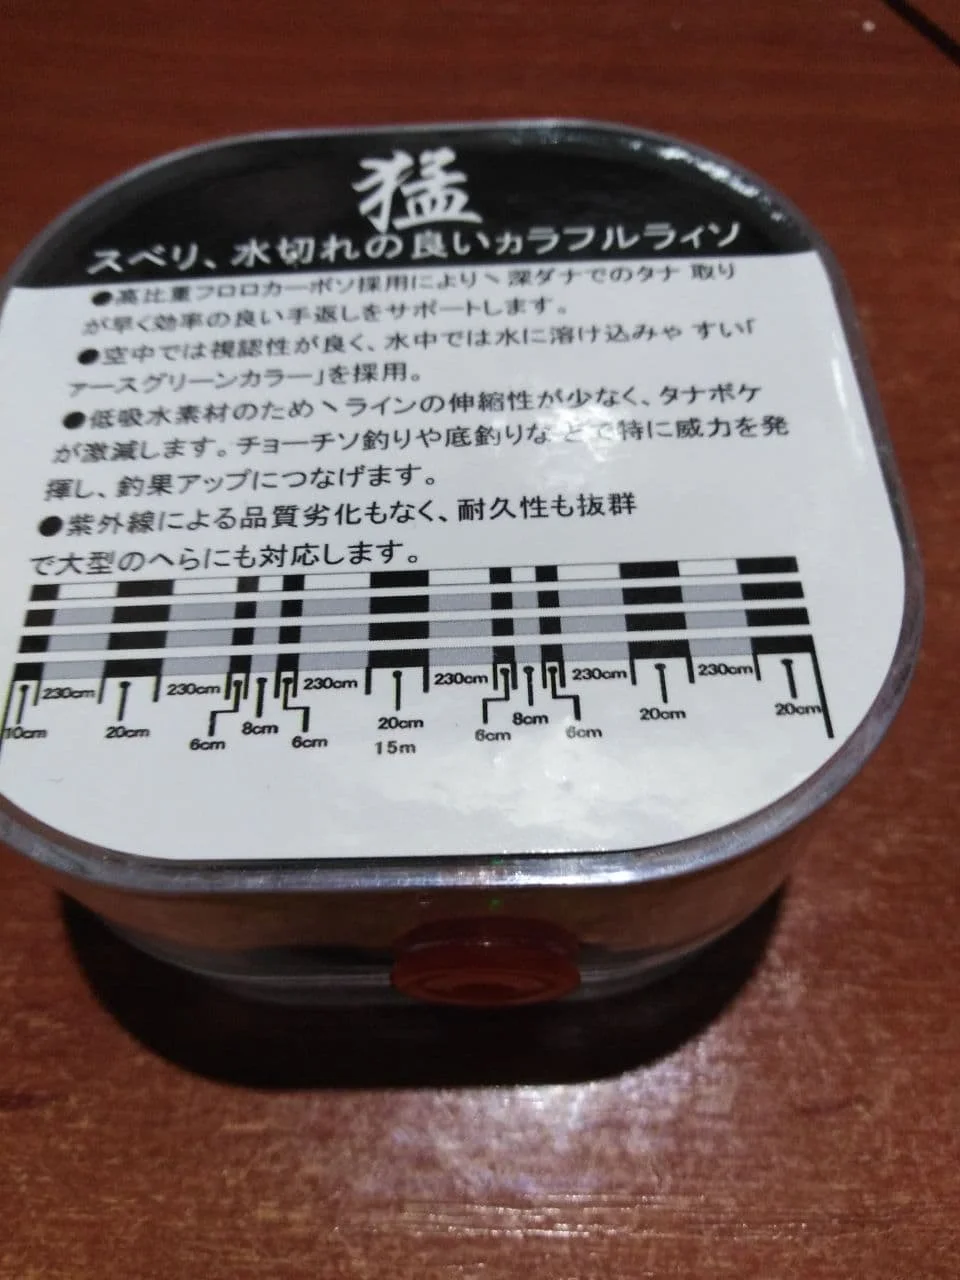 猛
スベリ、水切れの良いカラフルライソ
●高比重フロロカーボソ採用により丶深ダナでのタナ 取り
が早く効率の良い手返しをサポートします。
●空中では視認性が良く、水中では水に溶け込みゃ すい｢
ァースグリーンカラー｣を採用。
●低吸水素材のため丶ラインの伸縮性が少なく、タナボケ
が激減します。チョーチソ釣りや底釣りな どで特に威力を発
揮し、釣果アップにつなげます。
●紫外線による品質劣化もなく、耐久性も抜群
で大型のへらにも対応します。
230cm 230cm 230cm 230cm 230cm 230cm
10cm 20cm 6cm 8cm 6cm 20cm 6cm 8cm 6cm 20cm 20cm
15m